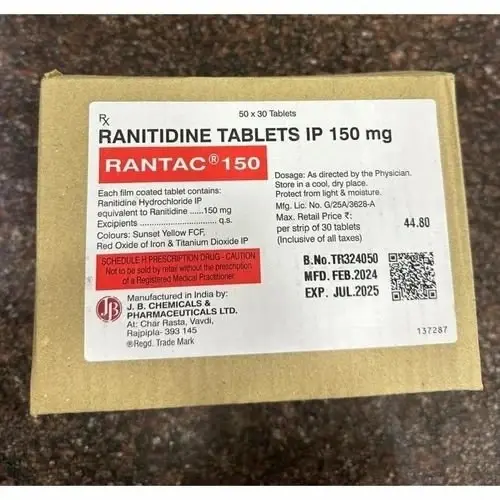 50 x 30 Tablets
Rx
RANITIDINE TABLETS IP 150 mg
RANTAC® 150
Each film coated tablet contains:
Ranitidine Hydrochloride IP
equivalent to Ranitidine ......150 mg
Excipients ............................ q.s.
Colours: Sunset Yellow FCF,
Red Oxide of Iron & Titanium Dioxide IP
SCHEDULE H PRESCRIPTION DRUG - CAUTION
Not to be sold by retail without the prescription
of a Registered Medical Practitioner.
JB
Manufactured in India by:
J. B. CHEMICALS &
PHARMACEUTICALS LTD.
At: Char Rasta, Vavdi,
Rajpipla- 393 145
®Regd. Trade Mark
Dosage: As directed by the Physician.
Store in a cool, dry place.
Protect from light & moisture.
Mfg. Lic. No. G/25A/3628-A
Max. Retail Price ₹:
per strip of 30 tablets 44.80
(Inclusive of all taxes)
B.No.TR324050
MFD. FEB.2024
EXP. JUL.2025
137287